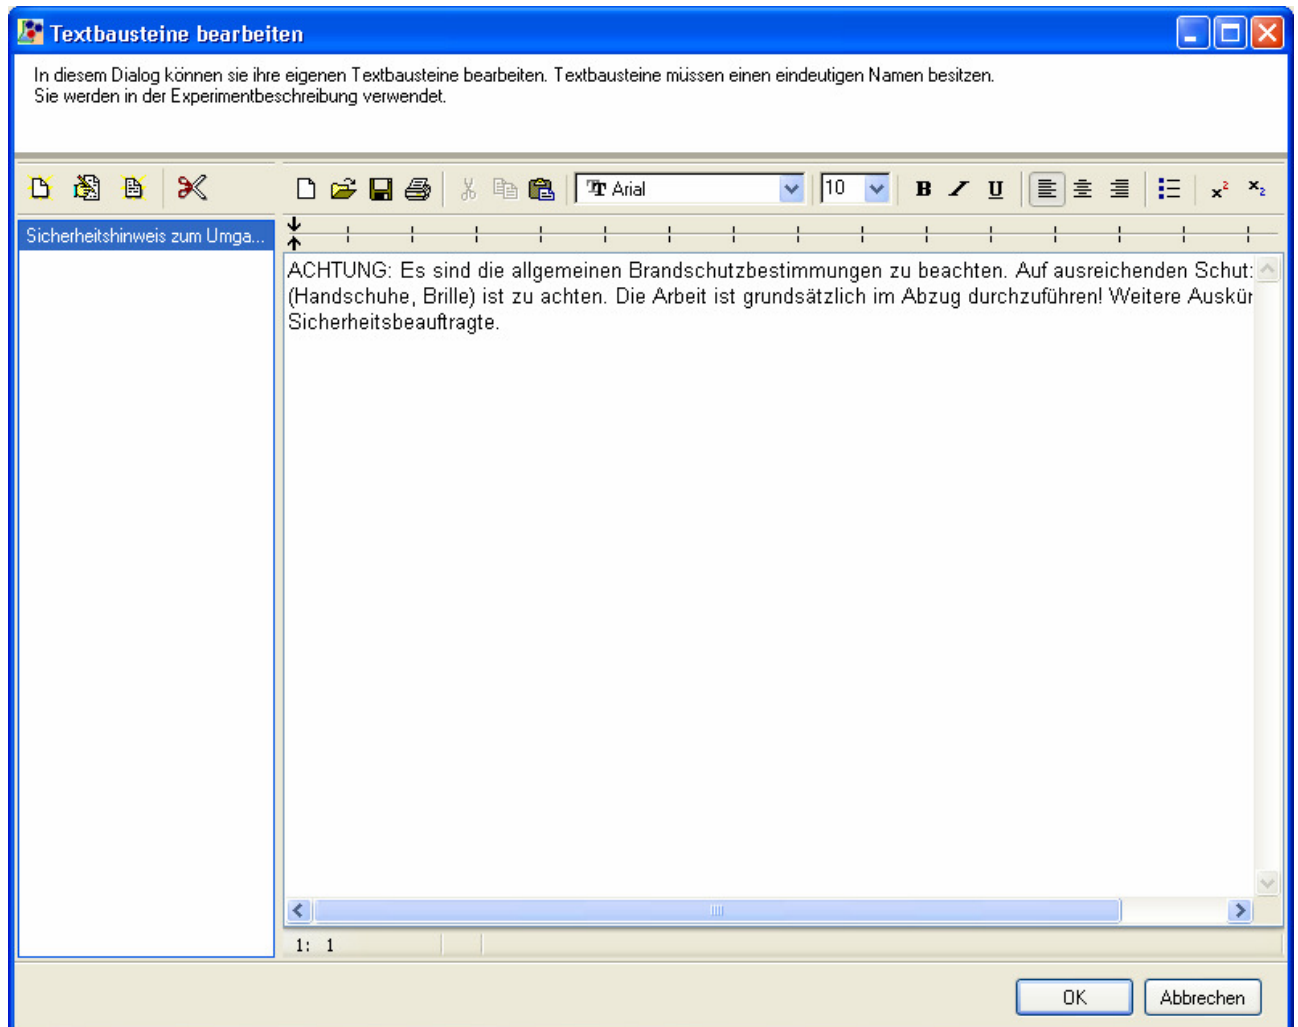 Textbausteine bearbeiten
In diesem Dialog können sie ihre eigenen Textbausteine bearbeiten. Textbausteine müssen einen eindeutigen Namen besitzen.
Sie werden in der Experimentbeschreibung verwendet.
Arial 10 B I U x² x₂
Sicherheitshinweis zum Umga...
ACHTUNG: Es sind die allgemeinen Brandschutzbestimmungen zu beachten. Auf ausreichenden
(Handschuhe, Brille) ist zu achten. Die Arbeit ist grundsätzlich im Abzug durchzuführen! Weitere
Sicherheitsbeauftragte.
1: 1
OK Abbrechen